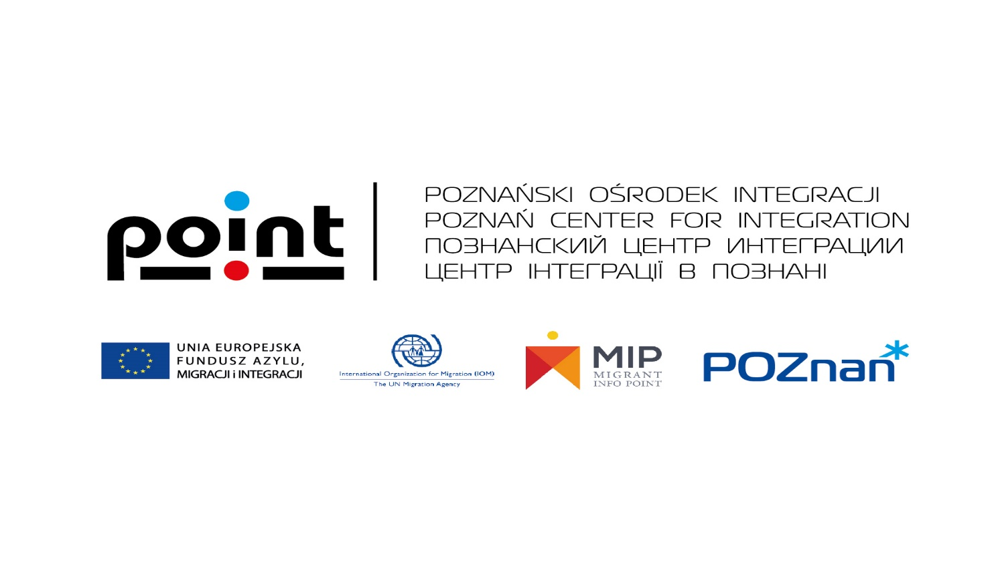 point
POZNAŃSKI OŚRODEK INTEGRACJI
POZNAŃ CENTER FOR INTEGRATION
ПОЗНАНСКИЙ ЦЕНТР ИНТЕГРАЦИИ
ЦЕНТР ІНТЕГРАЦІЇ В ПОЗНАНІ
UNIA EUROPEJSKA
FUNDUSZ AZYLU,
MIGRACJI i INTEGRACJI
International Organization for Migration (IOM)
The UN Migration Agency
MIP
MIGRANT
INFO POINT
POZnań*